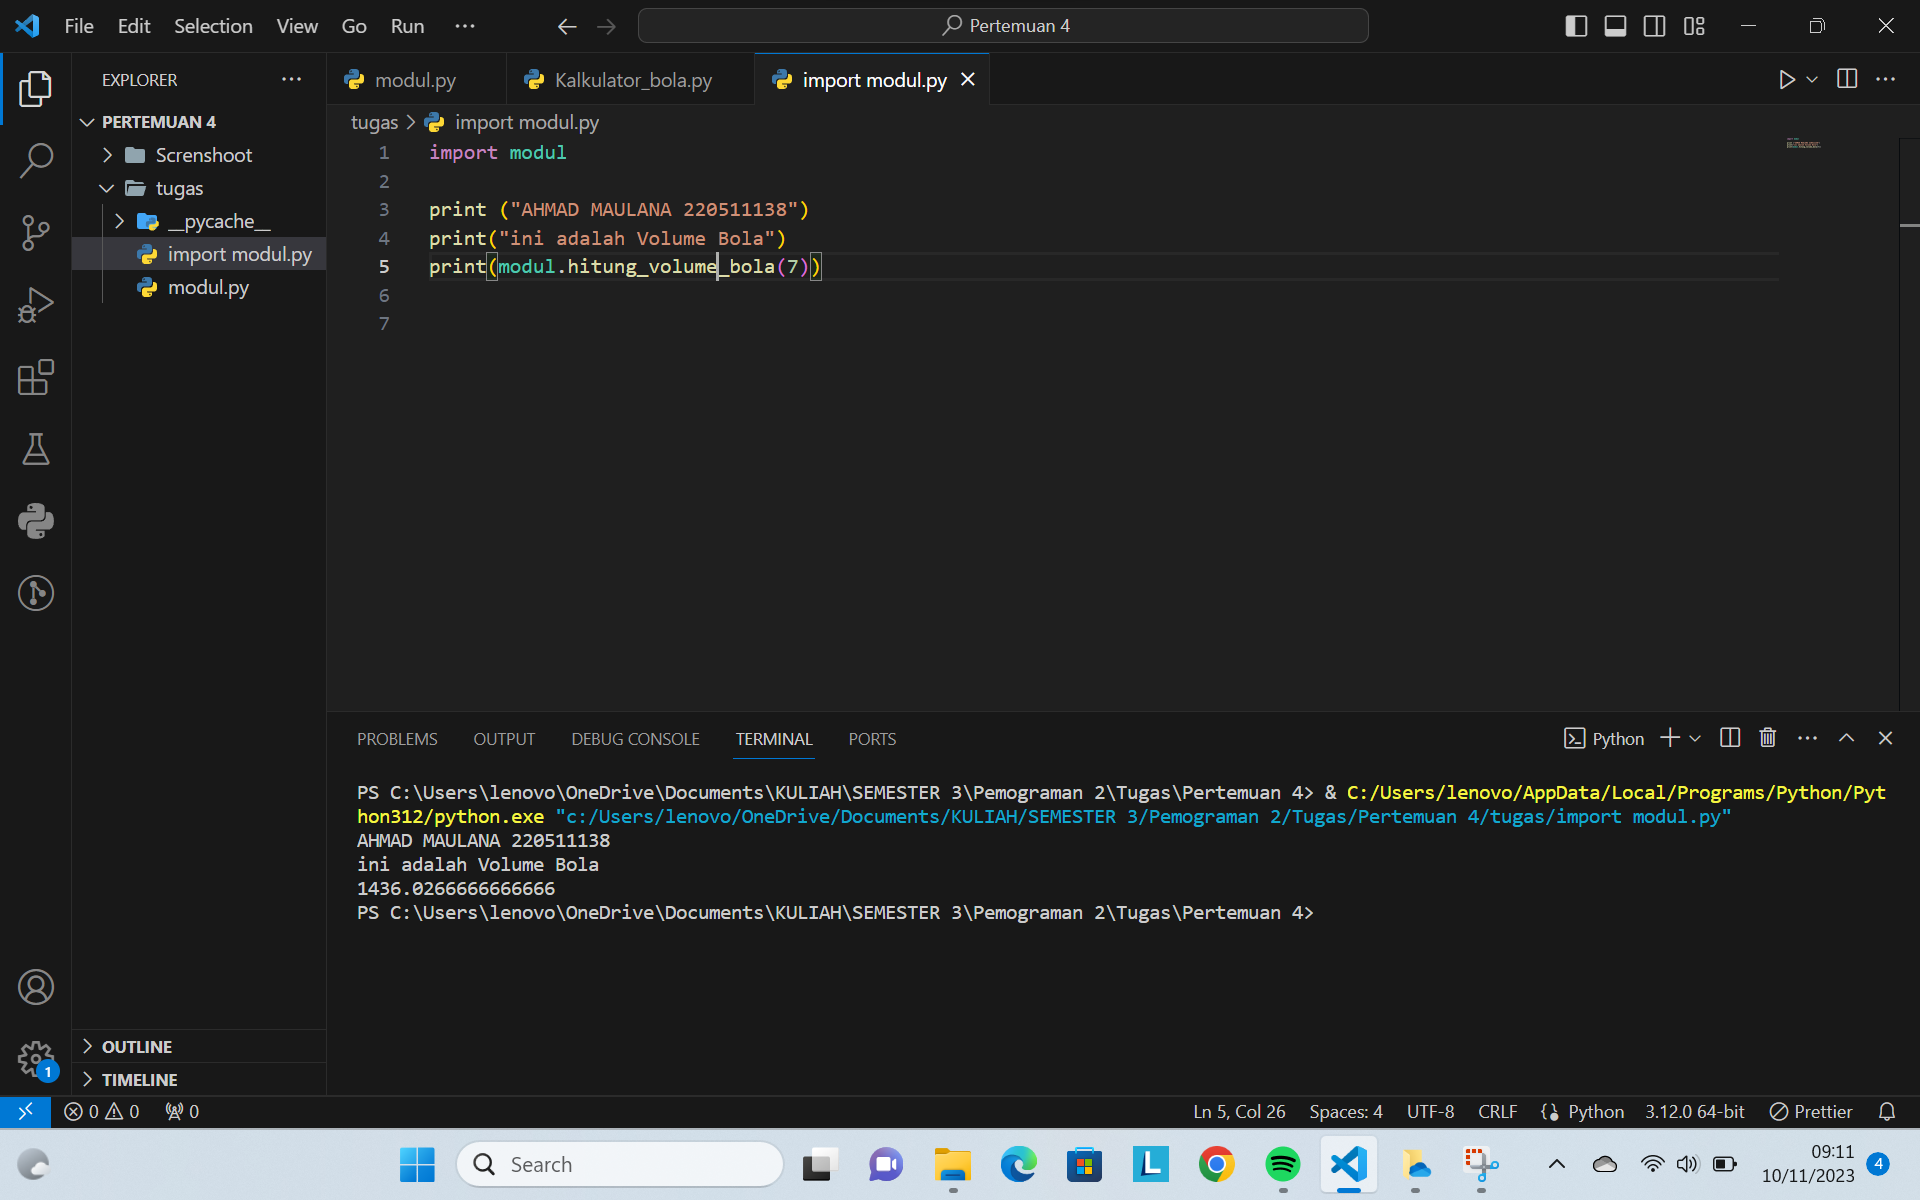 File Edit Selection View Go Run ···
Pertemuan 4
EXPLORER
PERTEMUAN 4
Screnshoot
tugas
__pycache__
import modul.py
modul.py
OUTLINE
TIMELINE
modul.py Kalkulator_bola.py import modul.py
tugas > import modul.py
1 import modul
2
3 print ("AHMAD MAULANA 220511138")
4 print("ini adalah Volume Bola")
5 print(modul.hitung_volume_bola(7))
6
7
PROBLEMS OUTPUT DEBUG CONSOLE TERMINAL PORTS
Python
PS C:\Users\lenovo\OneDrive\Documents\KULIAH\SEMESTER 3\Pemograman 2\Tugas\Pertemuan 4> & C:/Users/lenovo/AppData/Local/Programs/Python/Pyt
hon312/python.exe "c:/Users/lenovo/OneDrive/Documents/KULIAH/SEMESTER 3/Pemograman 2/Tugas/Pertemuan 4/tugas/import modul.py"
AHMAD MAULANA 220511138
ini adalah Volume Bola
1436.0266666666666
PS C:\Users\lenovo\OneDrive\Documents\KULIAH\SEMESTER 3\Pemograman 2\Tugas\Pertemuan 4>
1
0 0 0
Ln 5, Col 26 Spaces: 4 UTF-8 CRLF Python 3.12.0 64-bit Prettier
Search
L
09:11
10/11/2023
4